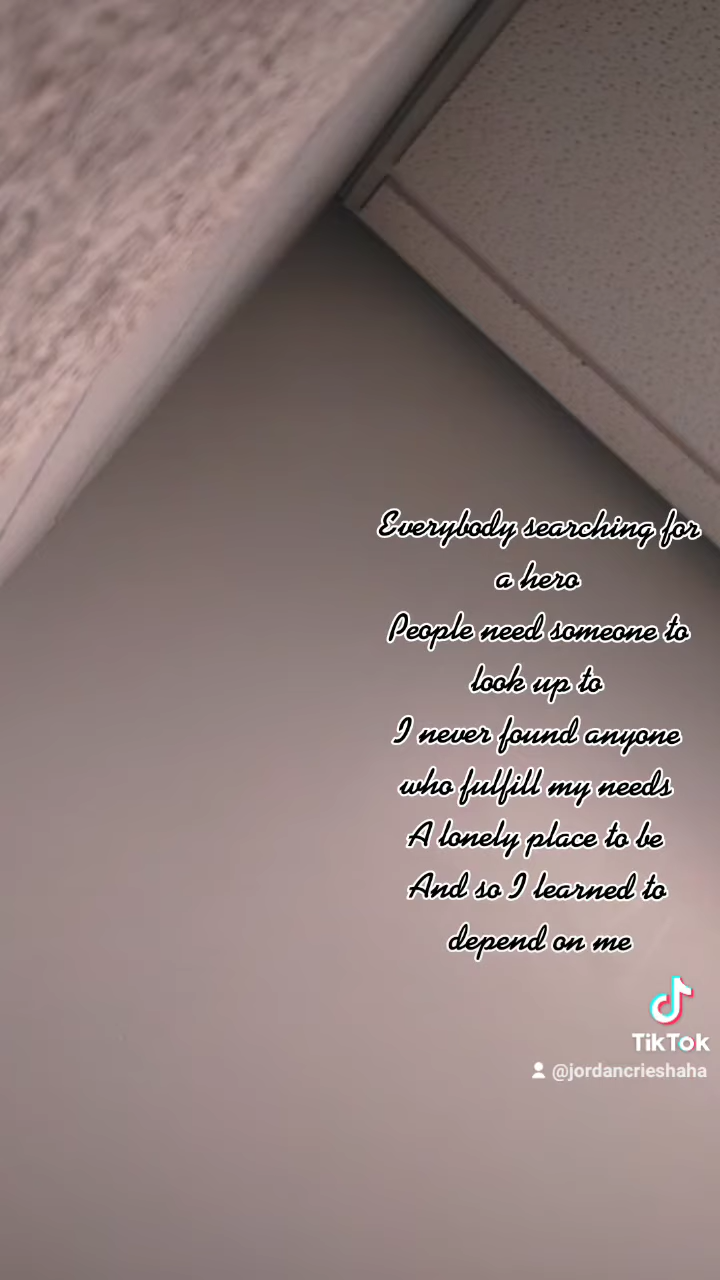 Everybody searching for
a hero
People need someone to
look up to
I never found anyone
who fulfill my needs
A lonely place to be
And so I learned to
depend on me
TikTok
@jordancrieshaha